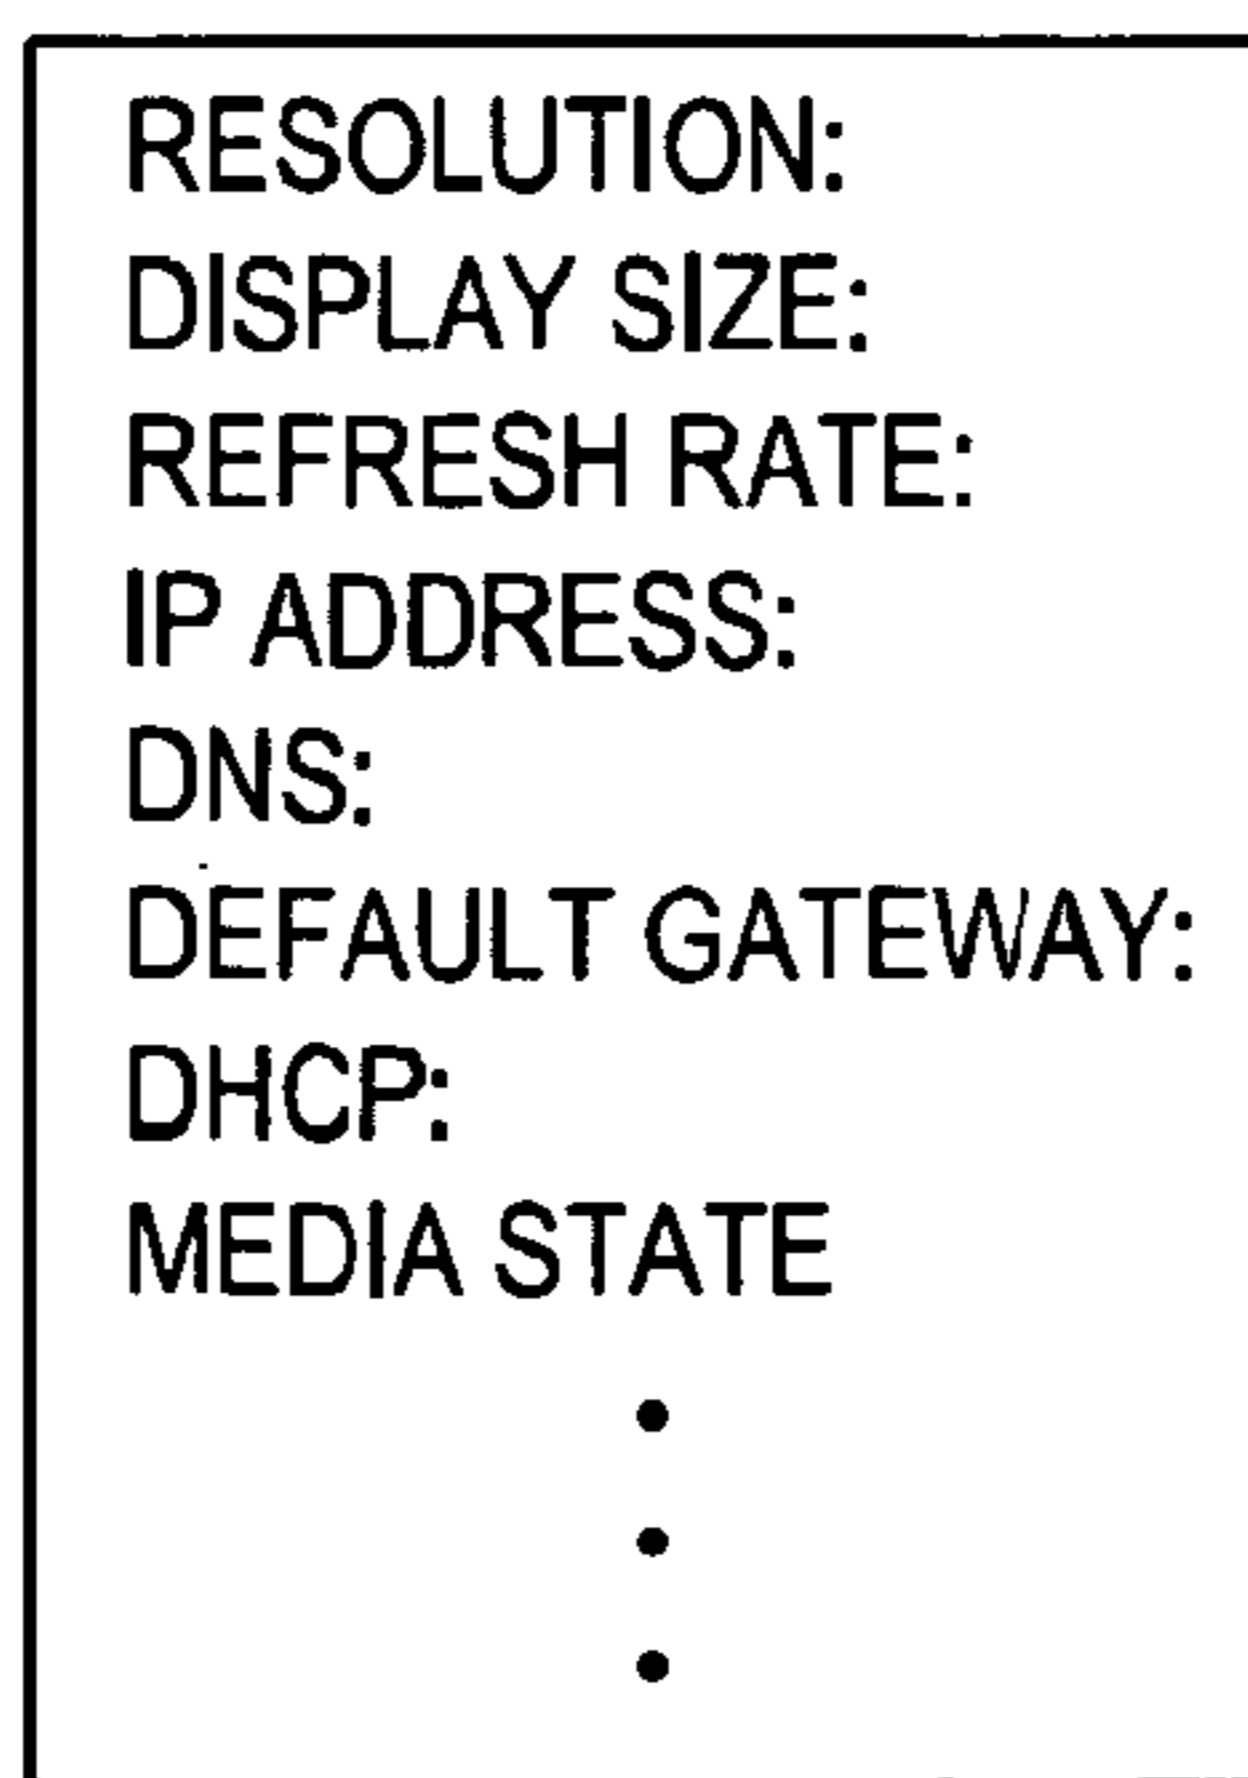 RESOLUTION:
DISPLAY SIZE:
REFRESH RATE:
IP ADDRESS:
DNS:
DEFAULT GATEWAY:
DHCP:
MEDIA STATE